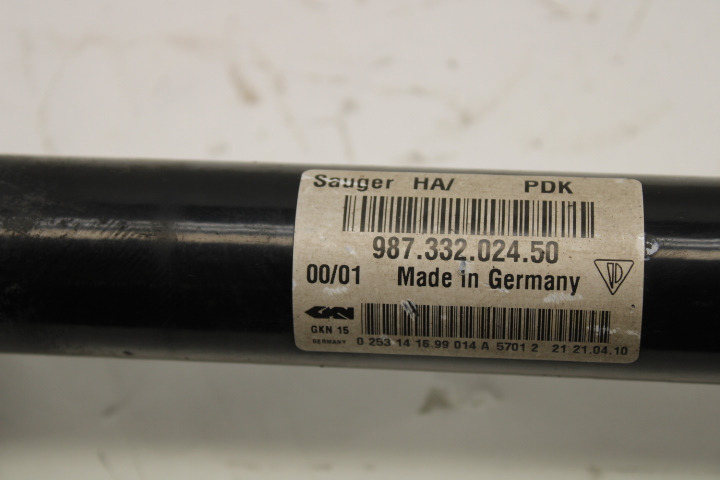 Sauger HA/ PDK
H
987.332.024.50
00/01 Made in Germany
GKN
GKN 15
GERMANY 0 253 14 16.99 014 A 5701 2 21 21.04.10